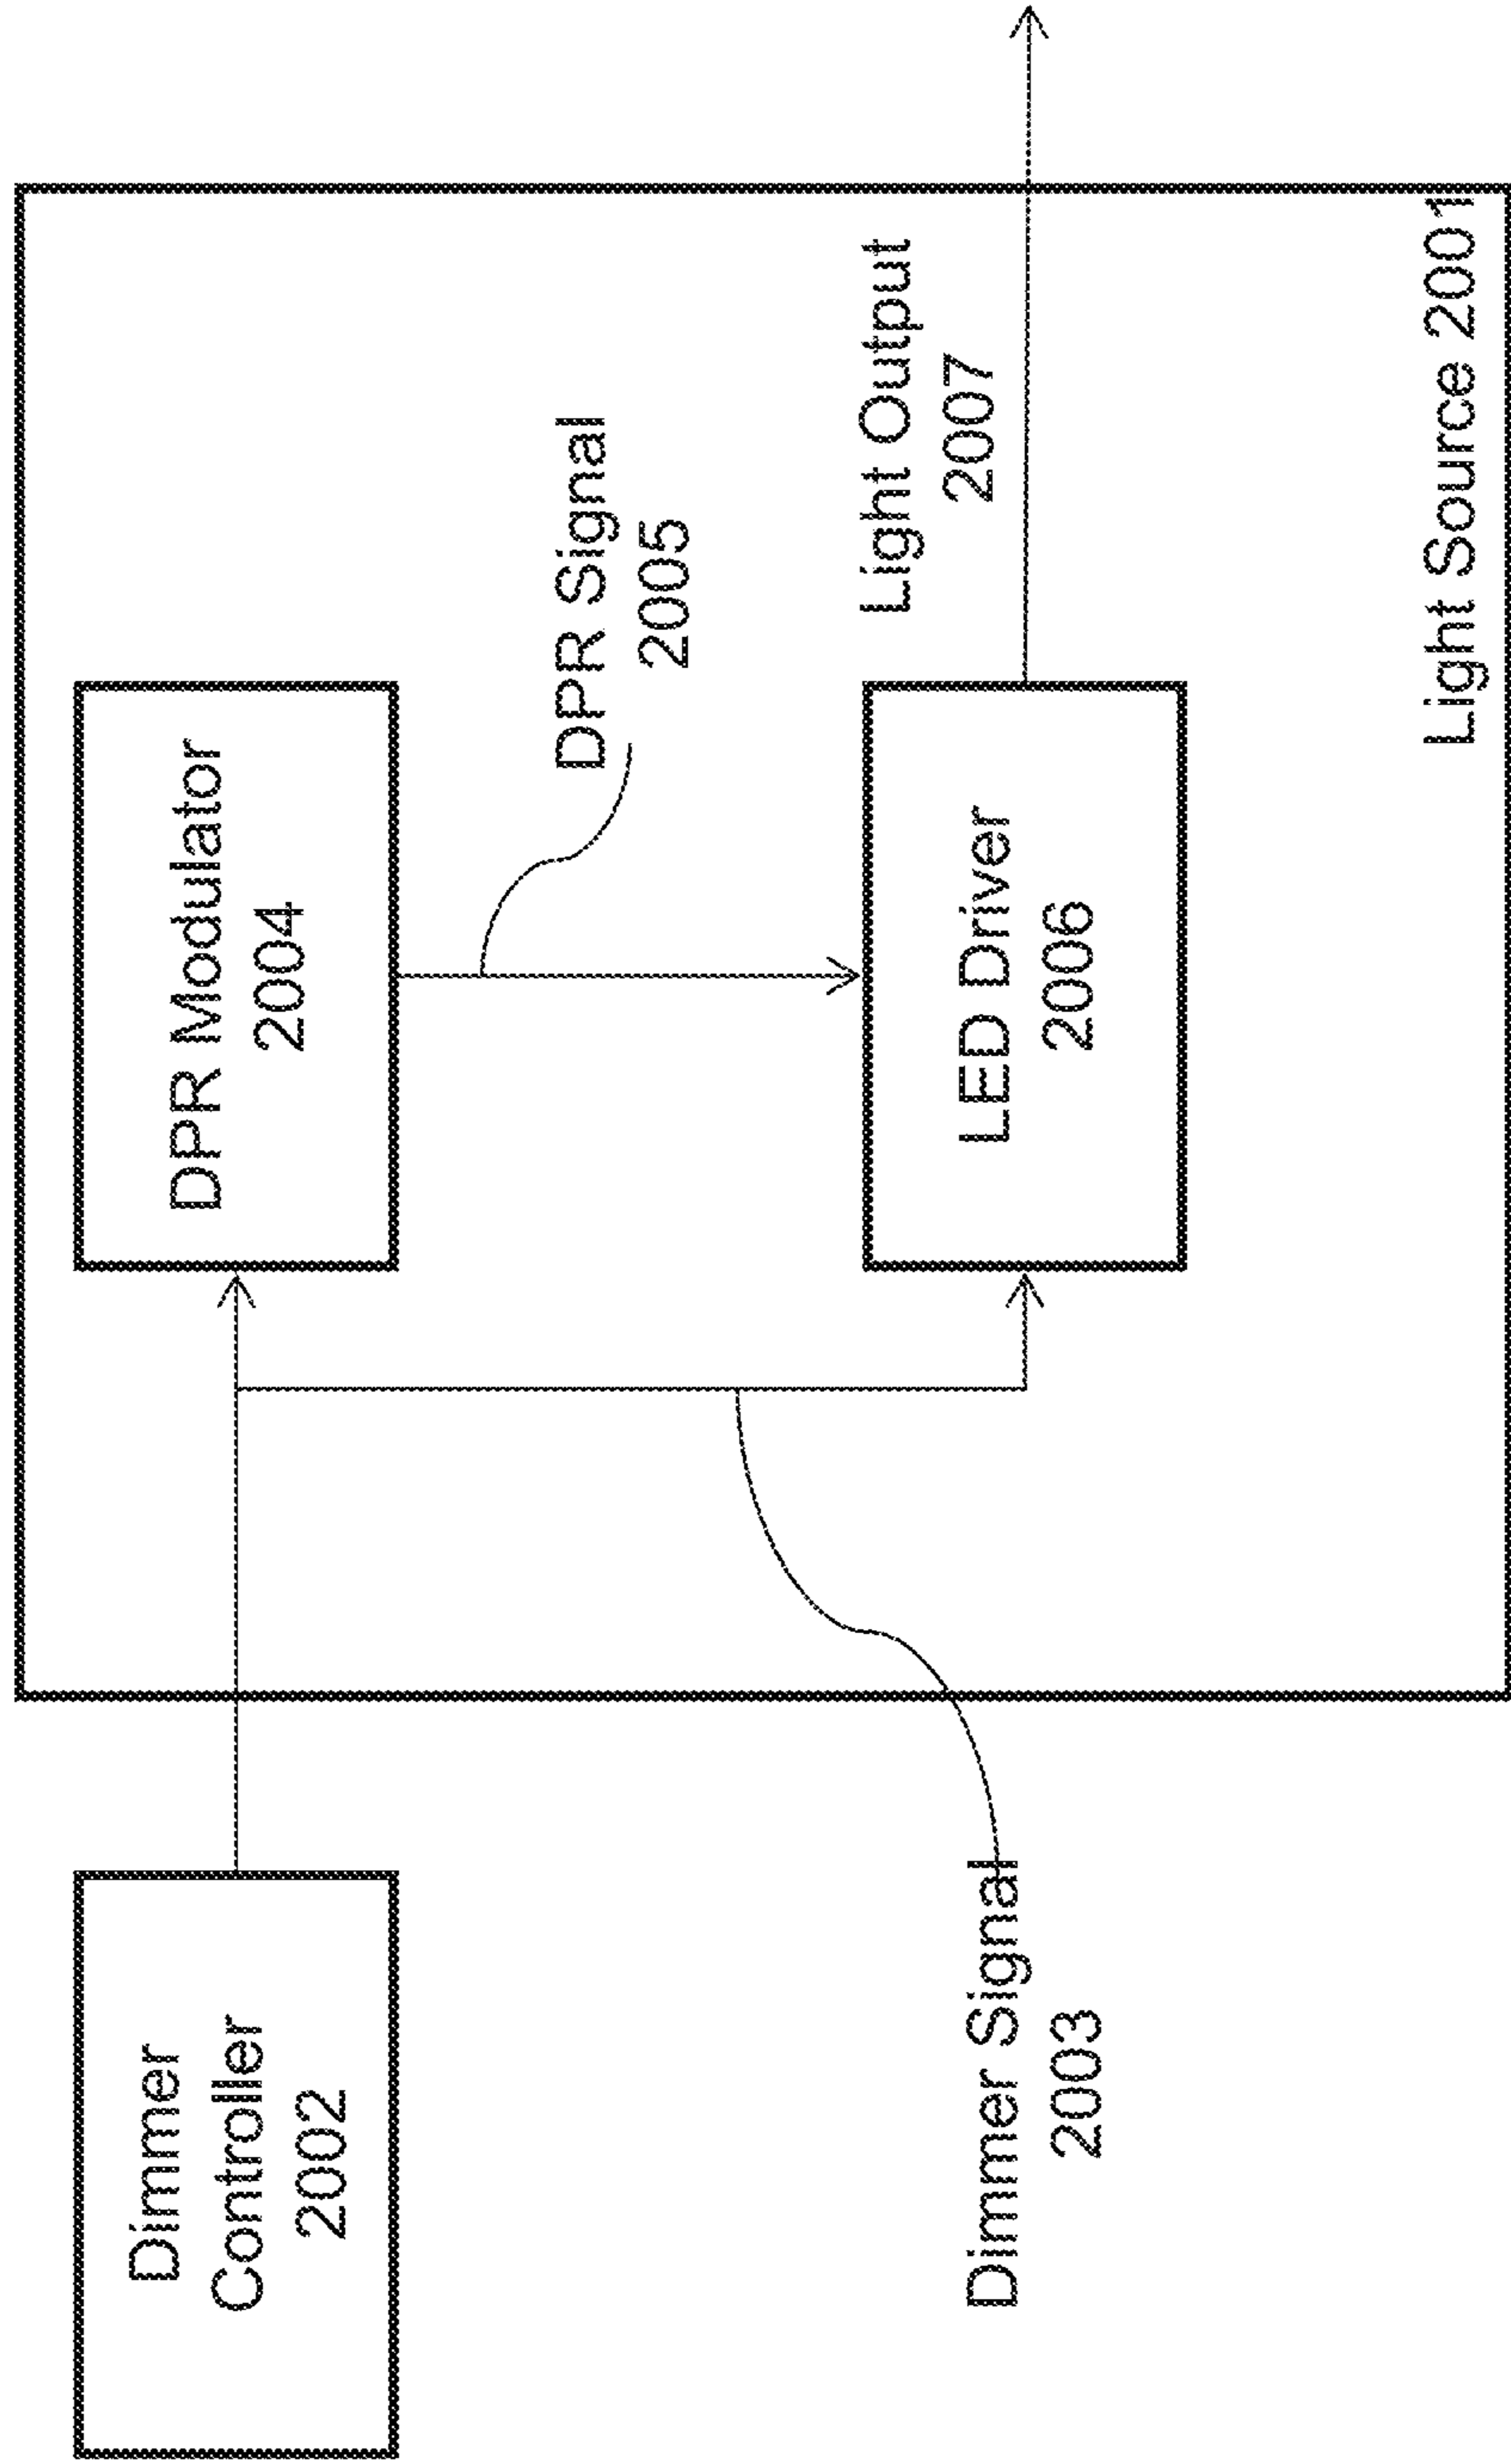 Dimmer
Controller
2002
DPR Modulator
2004
DPR Signal
2005
Dimmer Signal
2003
LED Driver
2006
Light Output
2007
Light Source 2001